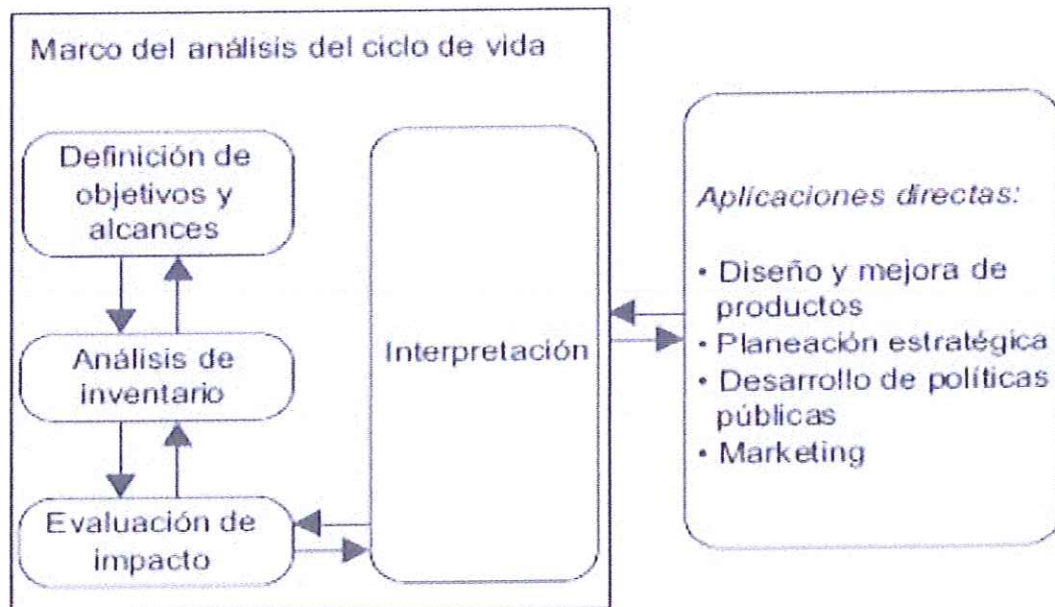 Marco del análisis del ciclo de vida
Definición de
objetivos y
alcances
Análisis de
inventario
Evaluación de
impacto
Interpretación
Aplicaciones directas:
• Diseño y mejora de
productos
• Planeación estratégica
• Desarrollo de políticas
públicas
• Marketing